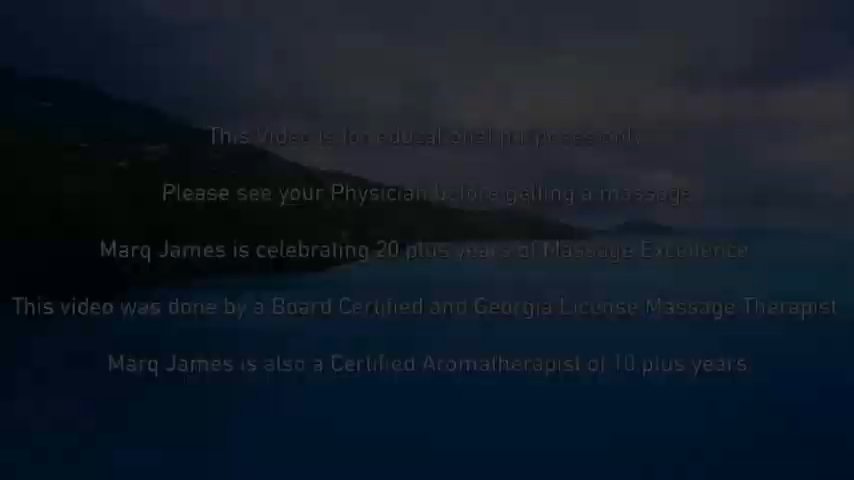 This Video is for educational purposes only
Please see your Physician before getting a massage
Marq James is celebrating 20 plus years of Massage Excellence
This video was done by a Board Certified and Georgia License Massage Therapist
Marq James is also a Certified Aromatherapist of 10 plus years